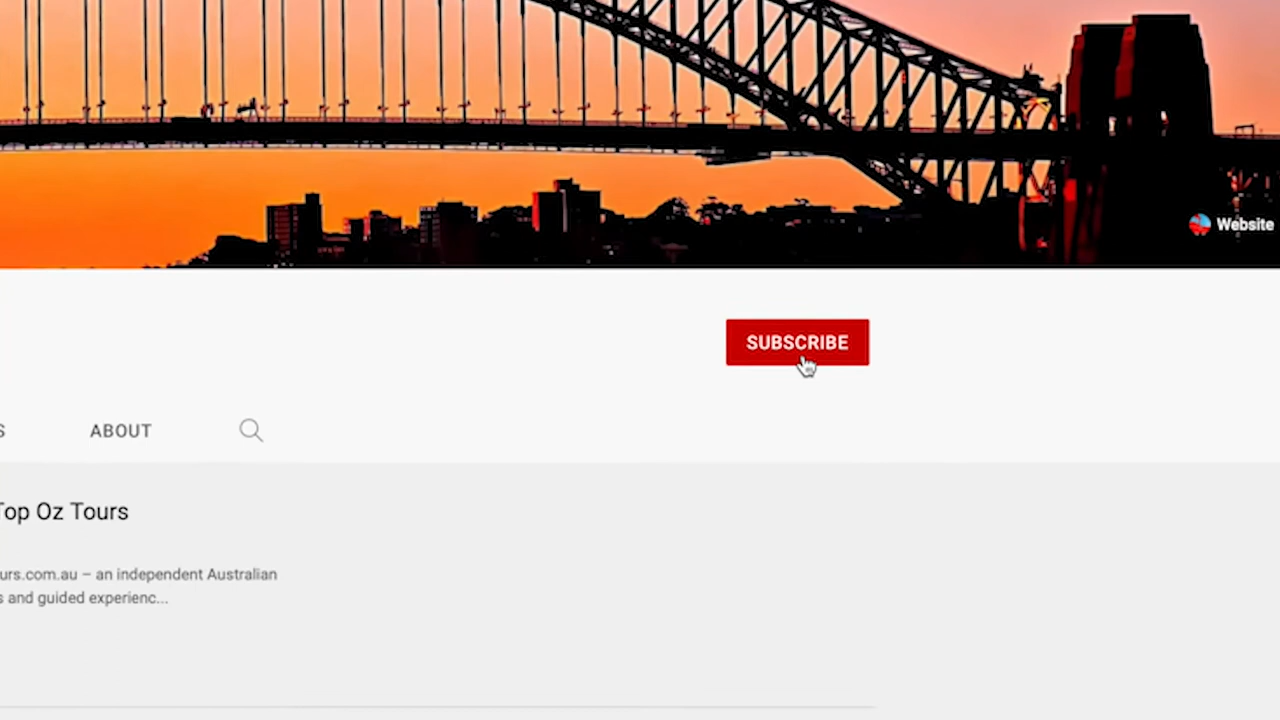 Website
SUBSCRIBE
S
ABOUT
Top Oz Tours
urs.com.au – an independent Australian
s and guided experienc...